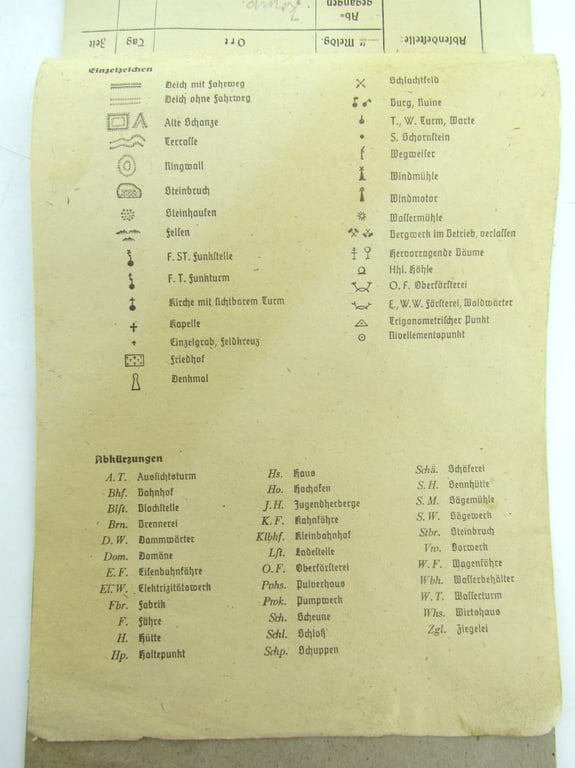 Ab-
gegangen
Absendestelle:
Meldg.
Ort
Tag
Zeit
Einzelzeichen
Deich mit Fahrweg
Deich ohne Fahrweg
Alte Schanze
Terrasse
Ringwall
Steinbruch
Steinhaufen
Felsen
F. ST. Funkstelle
F. T. Funkturm
Kirche mit sichtbarem Turm
Kapelle
Einzelgrab, Feldkreuz
Friedhof
Denkmal
Schlachtfeld
Burg, Ruine
T., W. Turm, Warte
S. Schornstein
Wegweiser
Windmühle
Windmotor
Wassermühle
Bergwerk im Betrieb, verlassen
Hervorragende Bäume
Hhl. Höhle
O. F. Oberförsterei
F., W.W. Försterei, Waldwärter
Trigonometrischer Punkt
Nivellementspunkt
Abkürzungen
A. T. Aussichtsturm
Bhf. Bahnhof
Blst. Blockstelle
Brn. Brennerei
D. W. Dammwärter
Dom. Domäne
E. F. Eisenbahnfähre
El. W. Elektrizitätswerk
Fbr. Fabrik
F. Fähre
H. Hütte
Hp. Haltepunkt
Hs. Haus
Ho. Hochofen
J. H. Jugendherberge
K. F. Kahnfähre
Klbhf. Kleinbahnhof
Lst. Ladestelle
O. F. Oberförsterei
Pvhs. Pulverhaus
Pwk. Pumpwerk
Sch. Scheune
Schl. Schloß
Schp. Schuppen
Schä. Schäferei
S. H. Sennhütte
S. M. Sägemühle
S. W. Sägewerk
Stbr. Steinbruch
Vw. Vorwerk
W. F. Wagenfähre
Wbh. Wasserbehälter
W. T. Wasserturm
Whs. Wirtshaus
Zgl. Ziegelei